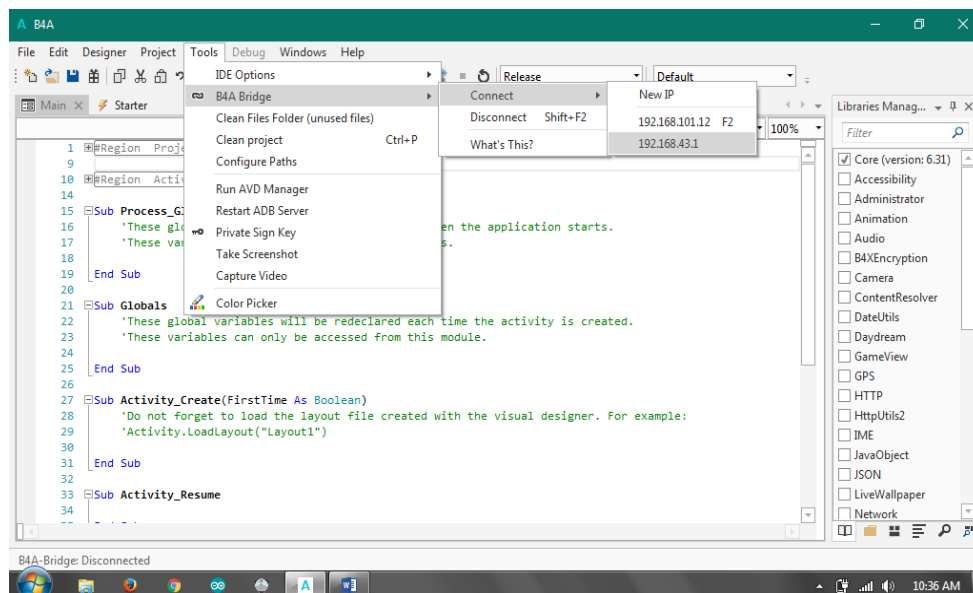 B4A
File Edit Designer Project Tools Debug Windows Help
Release Default
Main Starter
100%
IDE Options
B4A Bridge
Clean Files Folder (unused files)
Clean project Ctrl+P
Configure Paths
Run AVD Manager
Restart ADB Server
Private Sign Key
Take Screenshot
Capture Video
Color Picker
Connect
Disconnect Shift+F2
What's This?
New IP
192.168.101.12 F2
192.168.43.1
1 #Region Proje
9
10 #Region Activ
14
15 Sub Process_Gl
16 'These glo en the application starts.
17 'These var s.
18
19 End Sub
20
21 Sub Globals
22 'These global variables will be redeclared each time the activity is created.
23 'These variables can only be accessed from this module.
24
25 End Sub
26
27 Sub Activity_Create(FirstTime As Boolean)
28 'Do not forget to load the layout file created with the visual designer. For example:
29 'Activity.LoadLayout("Layout1")
30
31 End Sub
32
33 Sub Activity_Resume
34
Libraries Manag...
Filter
Core (version: 6.31)
Accessibility
Administrator
Animation
Audio
B4XEncryption
Camera
ContentResolver
DateUtils
Daydream
GameView
GPS
HTTP
HttpUtils2
IME
JavaObject
JSON
LiveWallpaper
Network
B4A-Bridge: Disconnected
10:36 AM